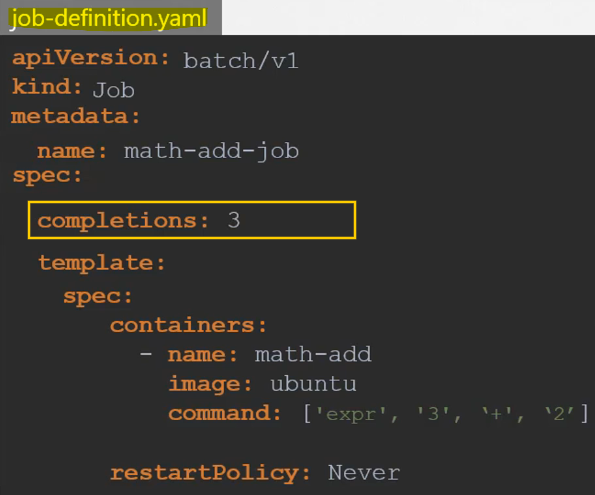 job-definition.yaml
apiVersion: batch/v1
kind: Job
metadata:
name: math-add-job
spec:
completions: 3
template:
spec:
containers:
- name: math-add
image: ubuntu
command: ['expr', '3', ‘+', ‘2’]
restartPolicy: Never